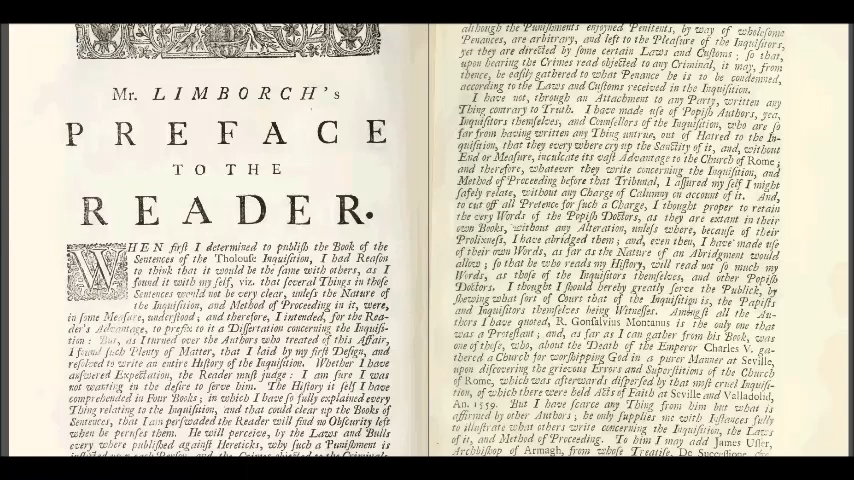 Mr. LIMBORCH's
PREFACE
TO THE
READER.
WHEN first I determined to publish the Book of the
Sentences of the Tholouse Inquisition, I had Reason
to think that it would be the same with others, as I
found it with my self, viz. that several Things in those
Sentences would not be very clear, unless the Nature of
the Inquisition, and Method of Proceeding in it, were,
in some Measure, understood; and therefore, I intended, for the Rea-
der's Advantage, to prefix to it a Dissertation concerning the Inquisi-
tion: But, as I turned over the Authors who treated of this Affair,
I found such Plenty of Matter, that I laid by my first Design, and
resolved to write an entire History of the Inquisition. Whether I have
answered Expectation, the Reader must judge: I am sure I was
not wanting in the desire to serve him. The History it self I have
comprehended in Four Books; in which I have so fully explained every
Thing relating to the Inquisition, and that could clear up the Books of
Sentences, that I am perswaded the Reader will find no Obscurity left
when he peruses them. He will perceive, by the Laws and Bulls
every where published against Hereticks, why such a Punishment is
although the Punishments enjoyned Penitents, by way of wholesome
Penances, are arbitrary, and left to the Pleasure of the Inquisitors,
yet they are directed by some certain Laws and Customs; so that,
upon hearing the Crimes read objected to any Criminal, it may, from
thence, be easily gathered to what Penance he is to be condemned,
according to the Laws and Customs received in the Inquisition.
I have not, through an Attachment to any Party, written any
Thing contrary to Truth. I have made use of Popish Authors, yea,
Inquisitors themselves, and Counsellors of the Inquisition, who are so
far from having written any Thing untrue, out of Hatred to the In-
quisition, that they every where cry up the Sanctity of it, and, without
End or Measure, inculcate its vast Advantage to the Church of Rome;
and therefore, whatever they write concerning the Inquisition, and
Method of Proceeding before that Tribunal, I assured my self I might
safely relate, without any Charge of Calumny on account of it. And,
to cut off all Pretence for such a Charge, I thought proper to retain
the very Words of the Popish Doctors, as they are extant in their
own Books, without any Alteration, unless where, because of their
Prolixness, I have abridged them; and, even then, I have made use
of their own Words, as far as the Nature of an Abridgment would
allow; so that he who reads my History, will read not so much my
Words, as those of the Inquisitors themselves, and other Popish
Doctors. I thought I should hereby greatly serve the Publick, by
shewing what sort of Court that of the Inquisition is, the Papists
and Inquisitors themselves being Witnesses. Amongst all the Au-
thors I have quoted, R. Gonsalvius Montanus is the only one that
was a Protestant; and, as far as I can gather from his Book, was
one of those, who, about the Death of the Emperor Charles V. ga-
thered a Church for worshipping God in a purer Manner at Seville,
upon discovering the grievous Errors and Superstitions of the Church
of Rome, which was afterwards dispersed by that most cruel Inquisi-
tion, of which there were held Acts of Faith at Seville and Valladolid,
An. 1559. But I have scarce any Thing from him but what is
affirmed by other Authors; he only supplies me with Instances fully
to illustrate what others write concerning the Inquisition, the Laws
of it, and Method of Proceeding. To him I may add James Usser,
Archbishop of Armagh, from whose Treatise, De Successione,